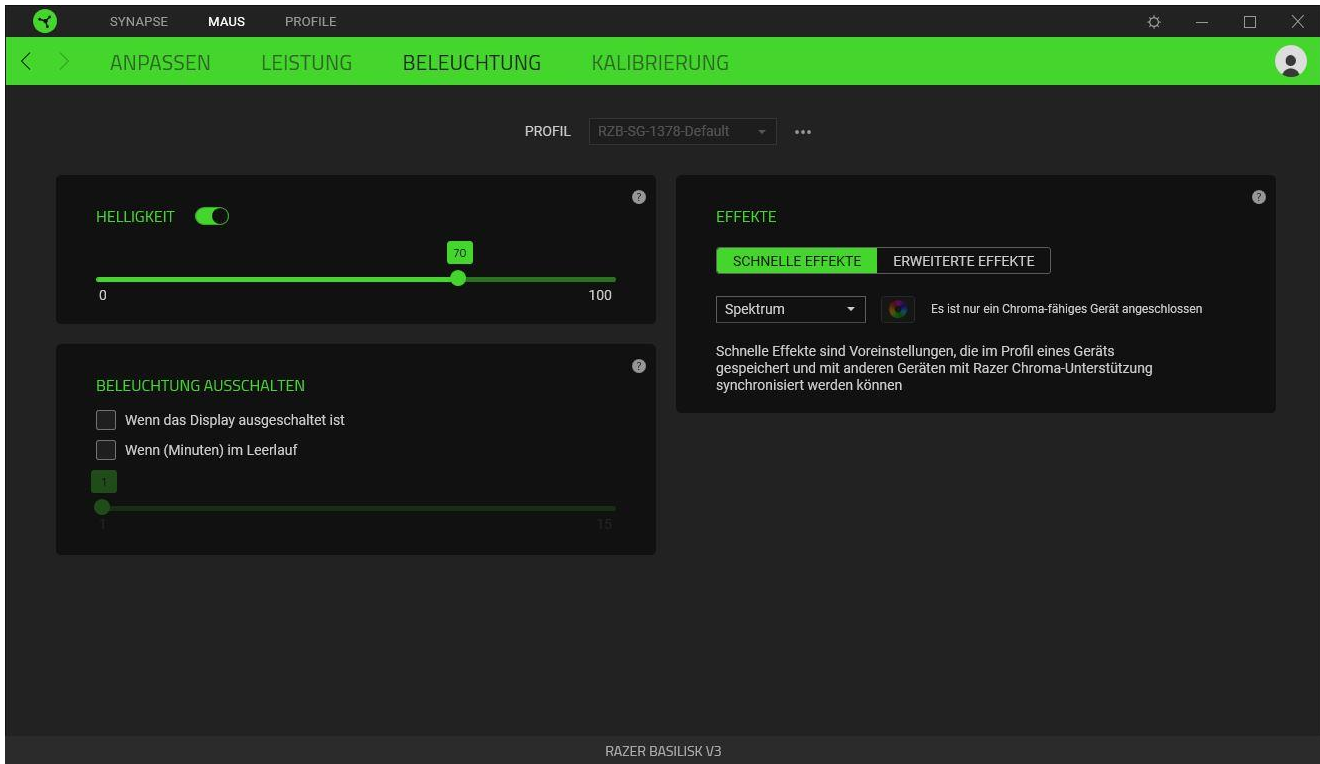 SYNAPSE MAUS PROFILE
ANPASSEN LEISTUNG BELEUCHTUNG KALIBRIERUNG
PROFIL RZB-SG-1378-Default
HELLIGKEIT
70
0 100
BELEUCHTUNG AUSSCHALTEN
Wenn das Display ausgeschaltet ist
Wenn (Minuten) im Leerlauf
1
1 15
EFFEKTE
SCHNELLE EFFEKTE ERWEITERTE EFFEKTE
Spektrum Es ist nur ein Chroma-fähiges Gerät angeschlossen
Schnelle Effekte sind Voreinstellungen, die im Profil eines Geräts
gespeichert und mit anderen Geräten mit Razer Chroma-Unterstützung
synchronisiert werden können
RAZER BASILISK V3